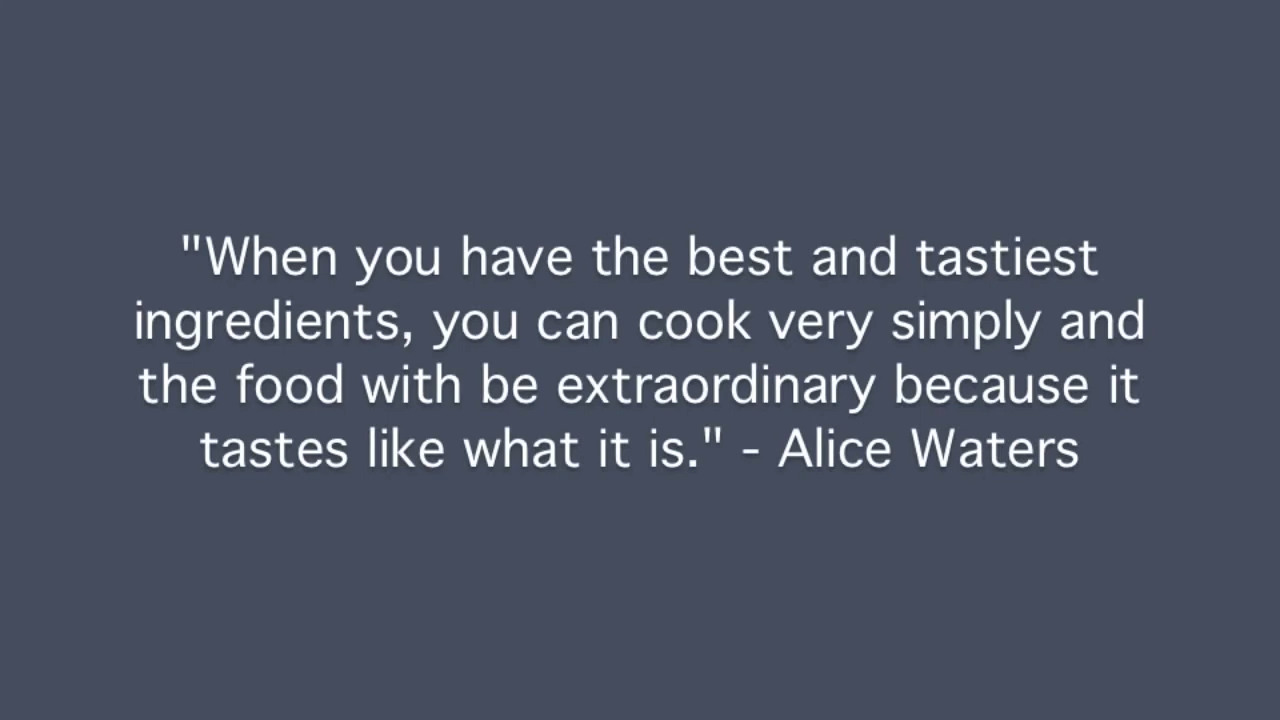 "When you have the best and tastiest
ingredients, you can cook very simply and
the food with be extraordinary because it
tastes like what it is." - Alice Waters